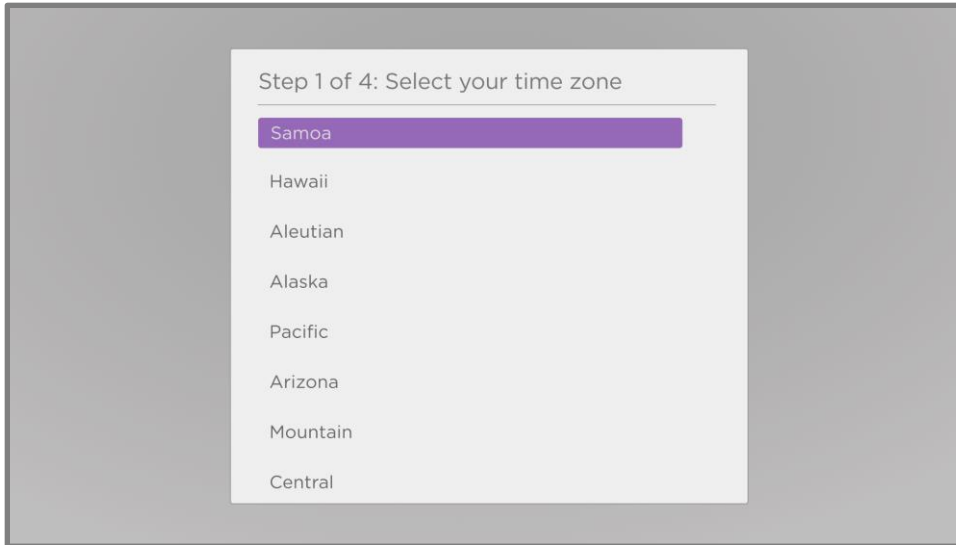 Step 1 of 4: Select your time zone
Samoa
Hawaii
Aleutian
Alaska
Pacific
Arizona
Mountain
Central